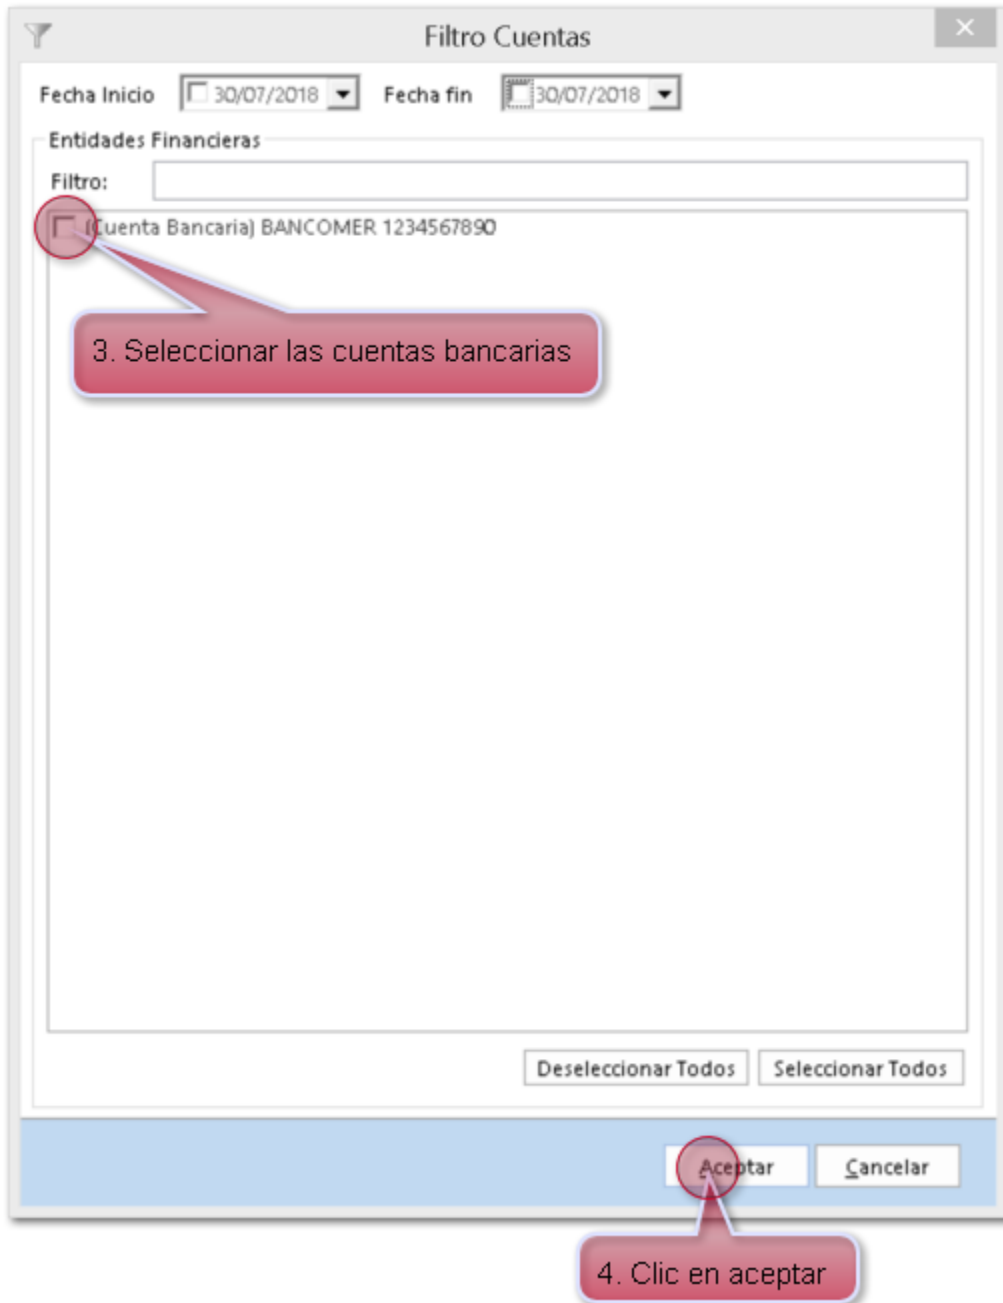 Filtro Cuentas
Fecha Inicio 30/07/2018 Fecha fin 30/07/2018
Entidades Financieras
Filtro:
(Cuenta Bancaria) BANCOMER 1234567890
3. Seleccionar las cuentas bancarias
Deseleccionar Todos Seleccionar Todos
Aceptar Cancelar
4. Clic en aceptar